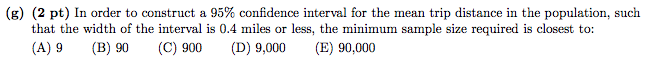 (g) (2 pt) In order to construct a 95% confidence interval for the mean trip distance in the population, such
that the width of the interval is 0.4 miles or less, the minimum sample size required is closest to:
(A) 9 (B) 90 (C) 900 (D) 9,000 (E) 90,000